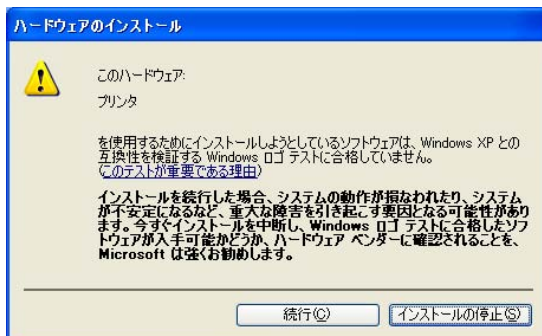 ハードウェアのインストール
このハードウェア:
プリンタ
を使用するためにインストールしようとしているソフトウェアは、Windows XP との
互換性を検証する Windows ロゴ テストに合格していません。
(このテストが重要である理由)
インストールを続行した場合、システムの動作が損なわれたり、システム
が不安定になるなど、重大な障害を引き起こす要因となる可能性があり
ます。今すぐインストールを中断し、Windows ロゴ テストに合格したソフ
トウェアが入手可能かどうか、ハードウェア ベンダーに確認されることを、
Microsoft は強くお勧めします。
続行(C)
インストールの停止(S)